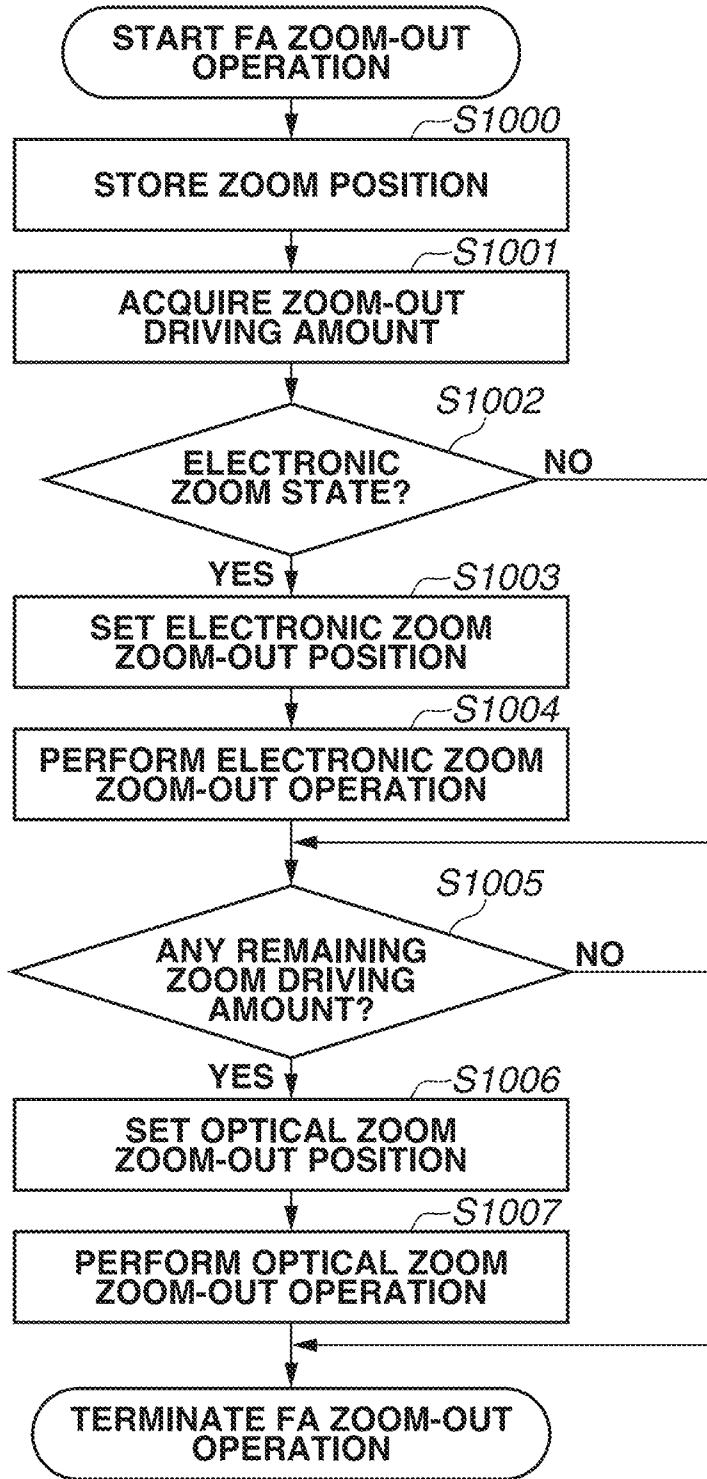 START FA ZOOM-OUT
OPERATION
S1000
STORE ZOOM POSITION
S1001
ACQUIRE ZOOM-OUT
DRIVING AMOUNT
S1002
ELECTRONIC
ZOOM STATE?
NO
YES
S1003
SET ELECTRONIC ZOOM
ZOOM-OUT POSITION
S1004
PERFORM ELECTRONIC ZOOM
ZOOM-OUT OPERATION
S1005
ANY REMAINING
ZOOM DRIVING
AMOUNT?
NO
YES
S1006
SET OPTICAL ZOOM
ZOOM-OUT POSITION
S1007
PERFORM OPTICAL ZOOM
ZOOM-OUT OPERATION
TERMINATE FA ZOOM-OUT
OPERATION